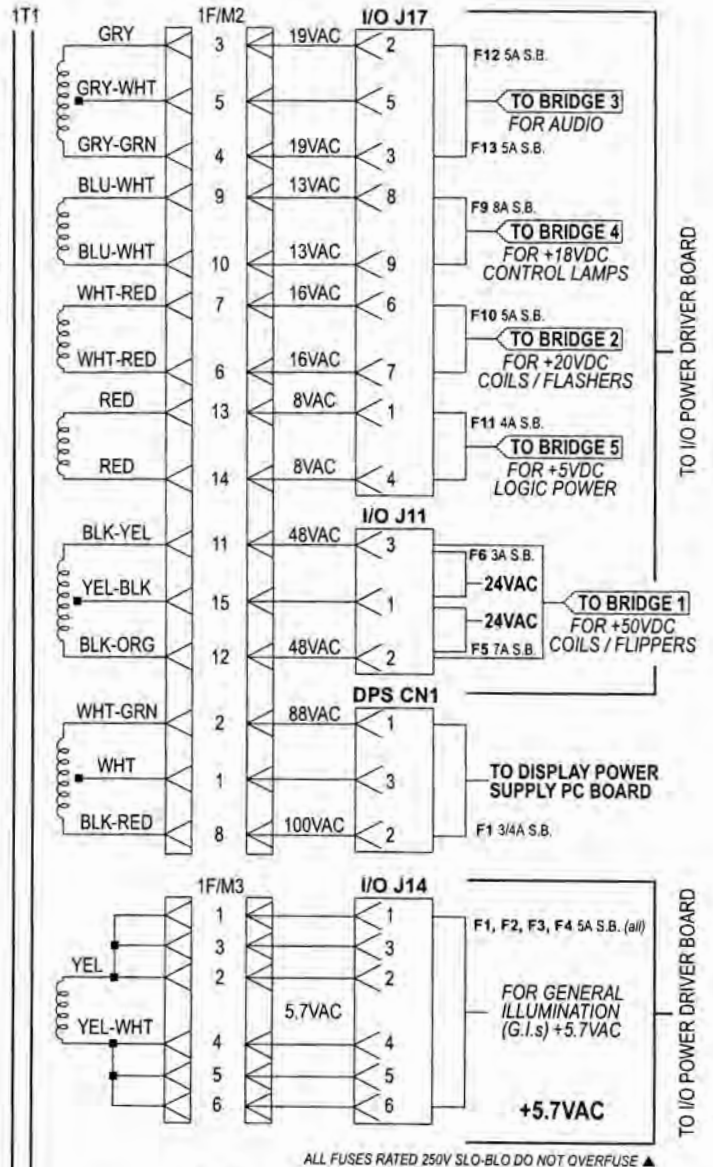 1T1 1F/M2 I/O J17
GRY 3 19VAC 2
F12 5A S.B.
GRY-WHT 5 5
TO BRIDGE 3
FOR AUDIO
GRY-GRN 4 19VAC 3
F13 5A S.B.
BLU-WHT 9 13VAC 8
F9 8A S.B.
TO BRIDGE 4
FOR +18VDC
CONTROL LAMPS
BLU-WHT 10 13VAC 9
WHT-RED 7 16VAC 6
F10 5A S.B.
TO BRIDGE 2
FOR +20VDC
COILS / FLASHERS
WHT-RED 6 16VAC 7
RED 13 8VAC 1
F11 4A S.B.
TO BRIDGE 5
FOR +5VDC
LOGIC POWER
RED 14 8VAC 4
TO I/O POWER DRIVER BOARD
I/O J11
BLK-YEL 11 48VAC 3
F6 3A S.B.
24VAC
YEL-BLK 15 1
TO BRIDGE 1
FOR +50VDC
COILS / FLIPPERS
24VAC
BLK-ORG 12 48VAC 2
F5 7A S.B.
DPS CN1
WHT-GRN 2 88VAC 1
WHT 1 3
TO DISPLAY POWER
SUPPLY PC BOARD
BLK-RED 8 100VAC 2
F1 3/4A S.B.
1F/M3 I/O J14
1 1
F1, F2, F3, F4 5A S.B. (all)
3 3
YEL 2 2
5.7VAC
FOR GENERAL
ILLUMINATION
(G.I.s) +5.7VAC
YEL-WHT 4 4
5 5
6 6
+5.7VAC
TO I/O POWER DRIVER BOARD
ALL FUSES RATED 250V SLO-BLO DO NOT OVERFUSE ▲